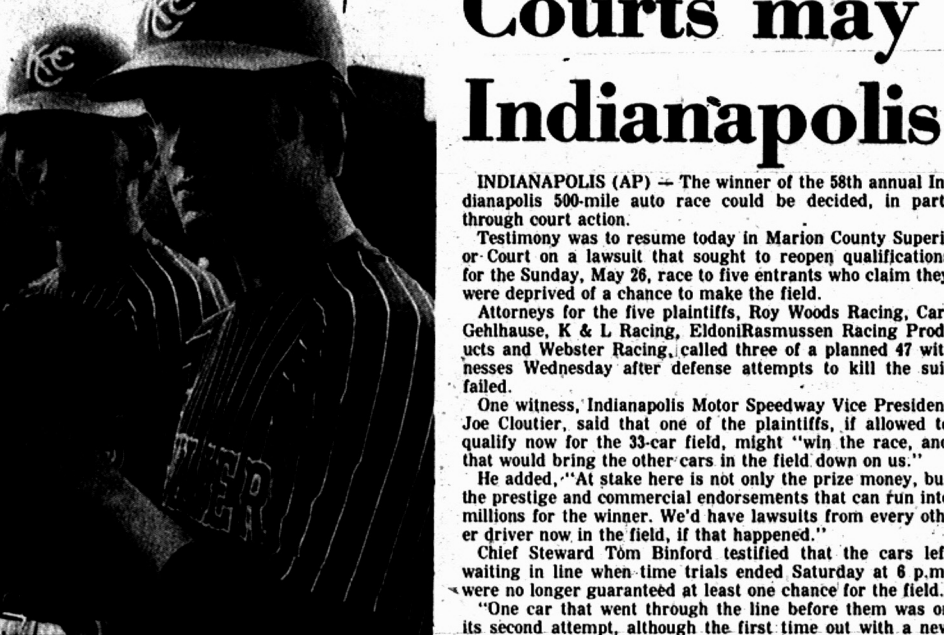 KCC
KC
NER
Courts may
Indianapolis
INDIANAPOLIS (AP) — The winner of the 58th annual In
dianapolis 500-mile auto race could be decided, in part
through court action.
Testimony was to resume today in Marion County Superi
or Court on a lawsuit that sought to reopen qualification
for the Sunday, May 26, race to five entrants who claim they
were deprived of a chance to make the field.
Attorneys for the five plaintiffs, Roy Woods Racing, Car
Gehlhause, K & L Racing, EldoniRasmussen Racing Prod
ucts and Webster Racing, called three of a planned 47 wit
nesses Wednesday after defense attempts to kill the sui
failed.
One witness, Indianapolis Motor Speedway Vice Presiden
Joe Cloutier, said that one of the plaintiffs, if allowed to
qualify now for the 33-car field, might "win the race, and
that would bring the other cars in the field down on us."
He added, "At stake here is not only the prize money, bu
the prestige and commercial endorsements that can run into
millions for the winner. We'd have lawsuits from every oth
er driver now in the field, if that happened."
Chief Steward Tom Binford testified that the cars lef
waiting in line when time trials ended Saturday at 6 p.m
were no longer guaranteed at least one chance for the field.
"One car that went through the line before them was on
its second attempt, although the first time out with a new